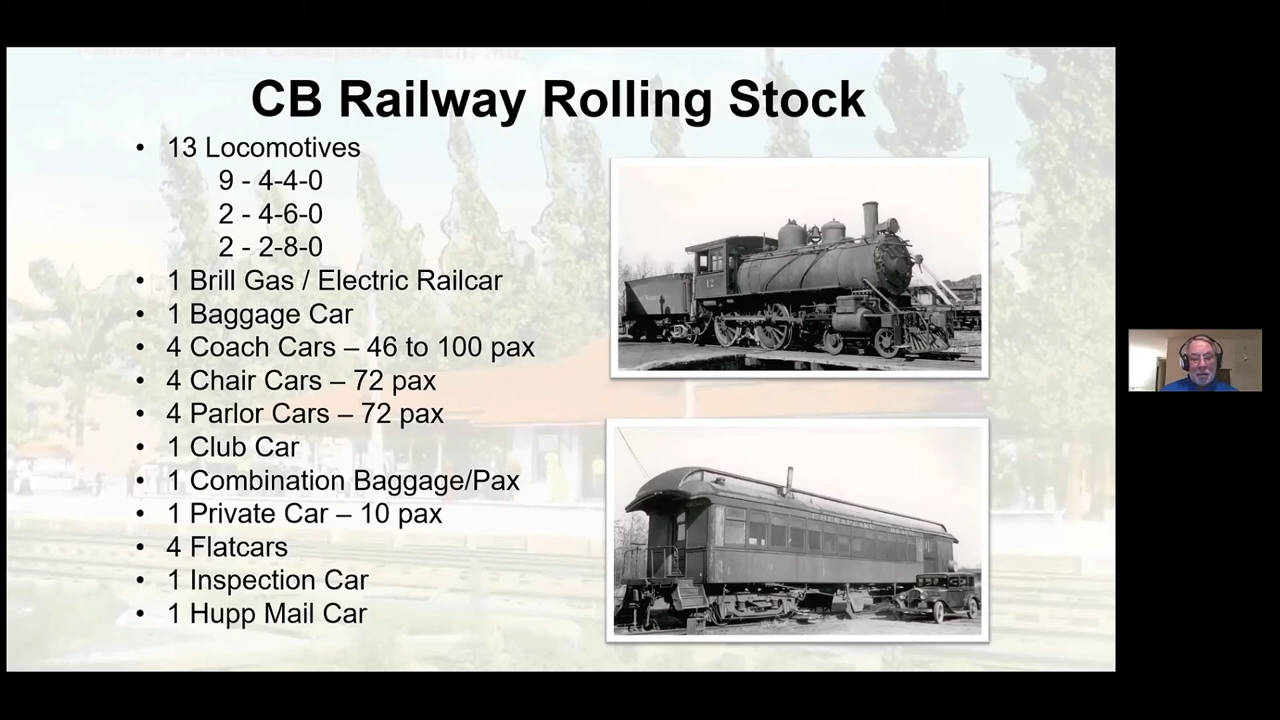 CB Railway Rolling Stock
• 13 Locomotives
9 - 4-4-0
2 - 4-6-0
2 - 2-8-0
• 1 Brill Gas / Electric Railcar
• 1 Baggage Car
• 4 Coach Cars – 46 to 100 pax
• 4 Chair Cars – 72 pax
• 4 Parlor Cars – 72 pax
• 1 Club Car
• 1 Combination Baggage/Pax
• 1 Private Car – 10 pax
• 4 Flatcars
• 1 Inspection Car
• 1 Hupp Mail Car
12
CHESAPEAKE